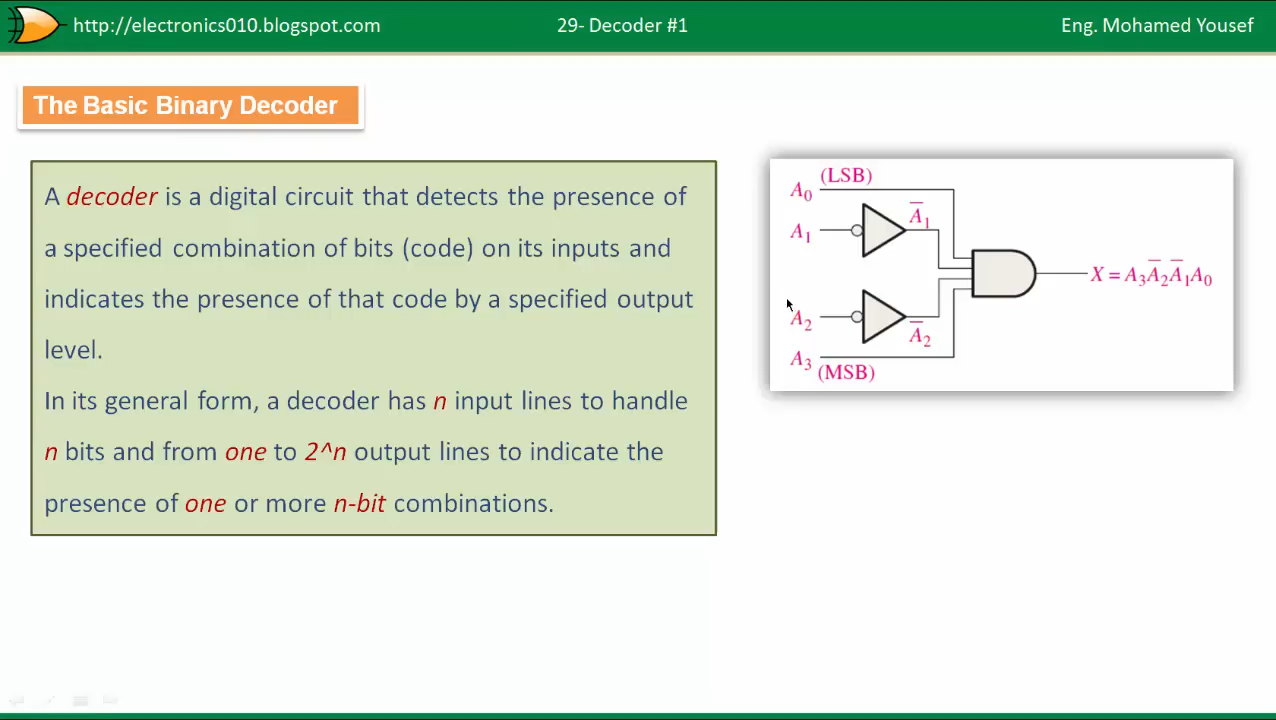 http://electronics010.blogspot.com
29- Decoder #1
Eng. Mohamed Yousef
The Basic Binary Decoder
A decoder is a digital circuit that detects the presence of
a specified combination of bits (code) on its inputs and
indicates the presence of that code by a specified output
level.
In its general form, a decoder has n input lines to handle
n bits and from one to 2^n output lines to indicate the
presence of one or more n-bit combinations.
(LSB)
A₀
A̅₁
A₁
X = A₃A̅₂A̅₁A₀
A₂
A̅₂
A₃
(MSB)